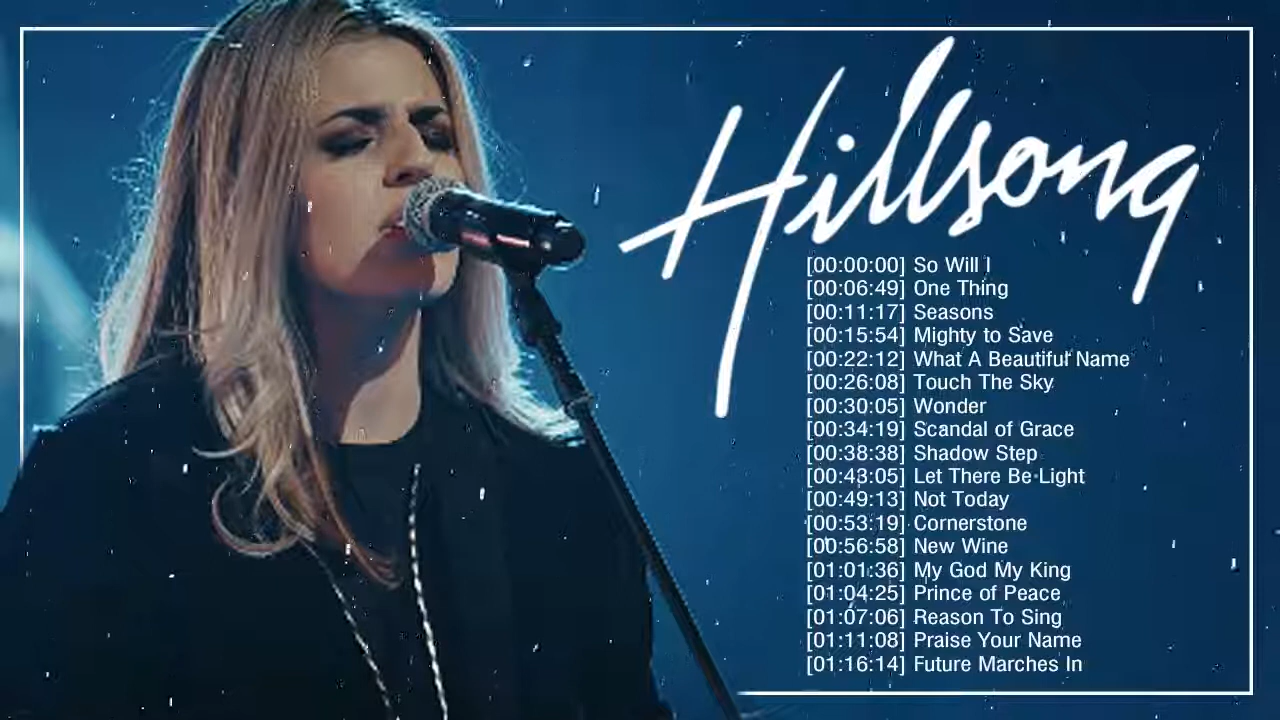 Hillsong
[00:00:00] So Will I
[00:06:49] One Thing
[00:11:17] Seasons
[00:15:54] Mighty to Save
[00:22:12] What A Beautiful Name
[00:26:08] Touch The Sky
[00:30:05] Wonder
[00:34:19] Scandal of Grace
[00:38:38] Shadow Step
[00:43:05] Let There Be Light
[00:49:13] Not Today
[00:53:19] Cornerstone
[00:56:58] New Wine
[01:01:36] My God My King
[01:04:25] Prince of Peace
[01:07:06] Reason To Sing
[01:11:08] Praise Your Name
[01:16:14] Future Marches In